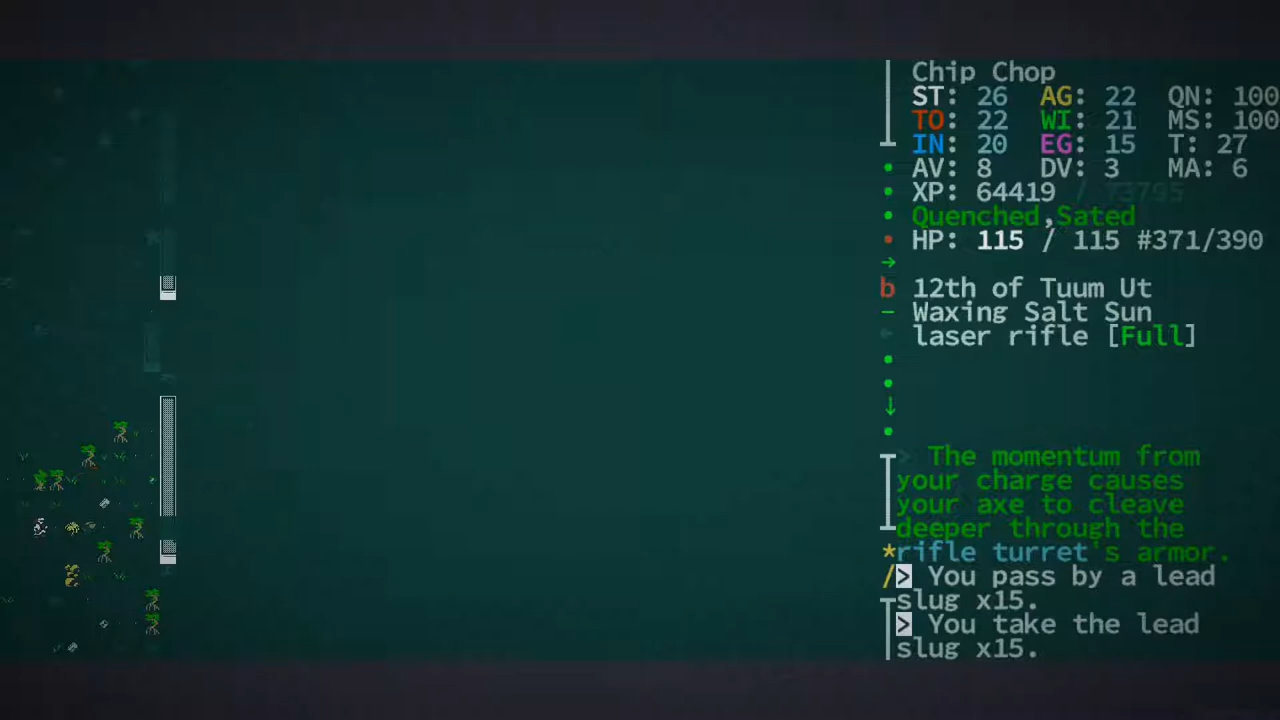 Chip Chop
ST: 26 AG: 22 QN: 100
TO: 22 WI: 21 MS: 100
IN: 20 EG: 15 T: 27
AV: 8 DV: 3 MA: 6
XP: 64419 / 73795
Quenched,Sated
HP: 115 / 115 #371/390
b 12th of Tuum Ut
Waxing Salt Sun
laser rifle [Full]
> The momentum from
your charge causes
your axe to cleave
deeper through the
rifle turret's armor.
> You pass by a lead
slug x15.
> You take the lead
slug x15.